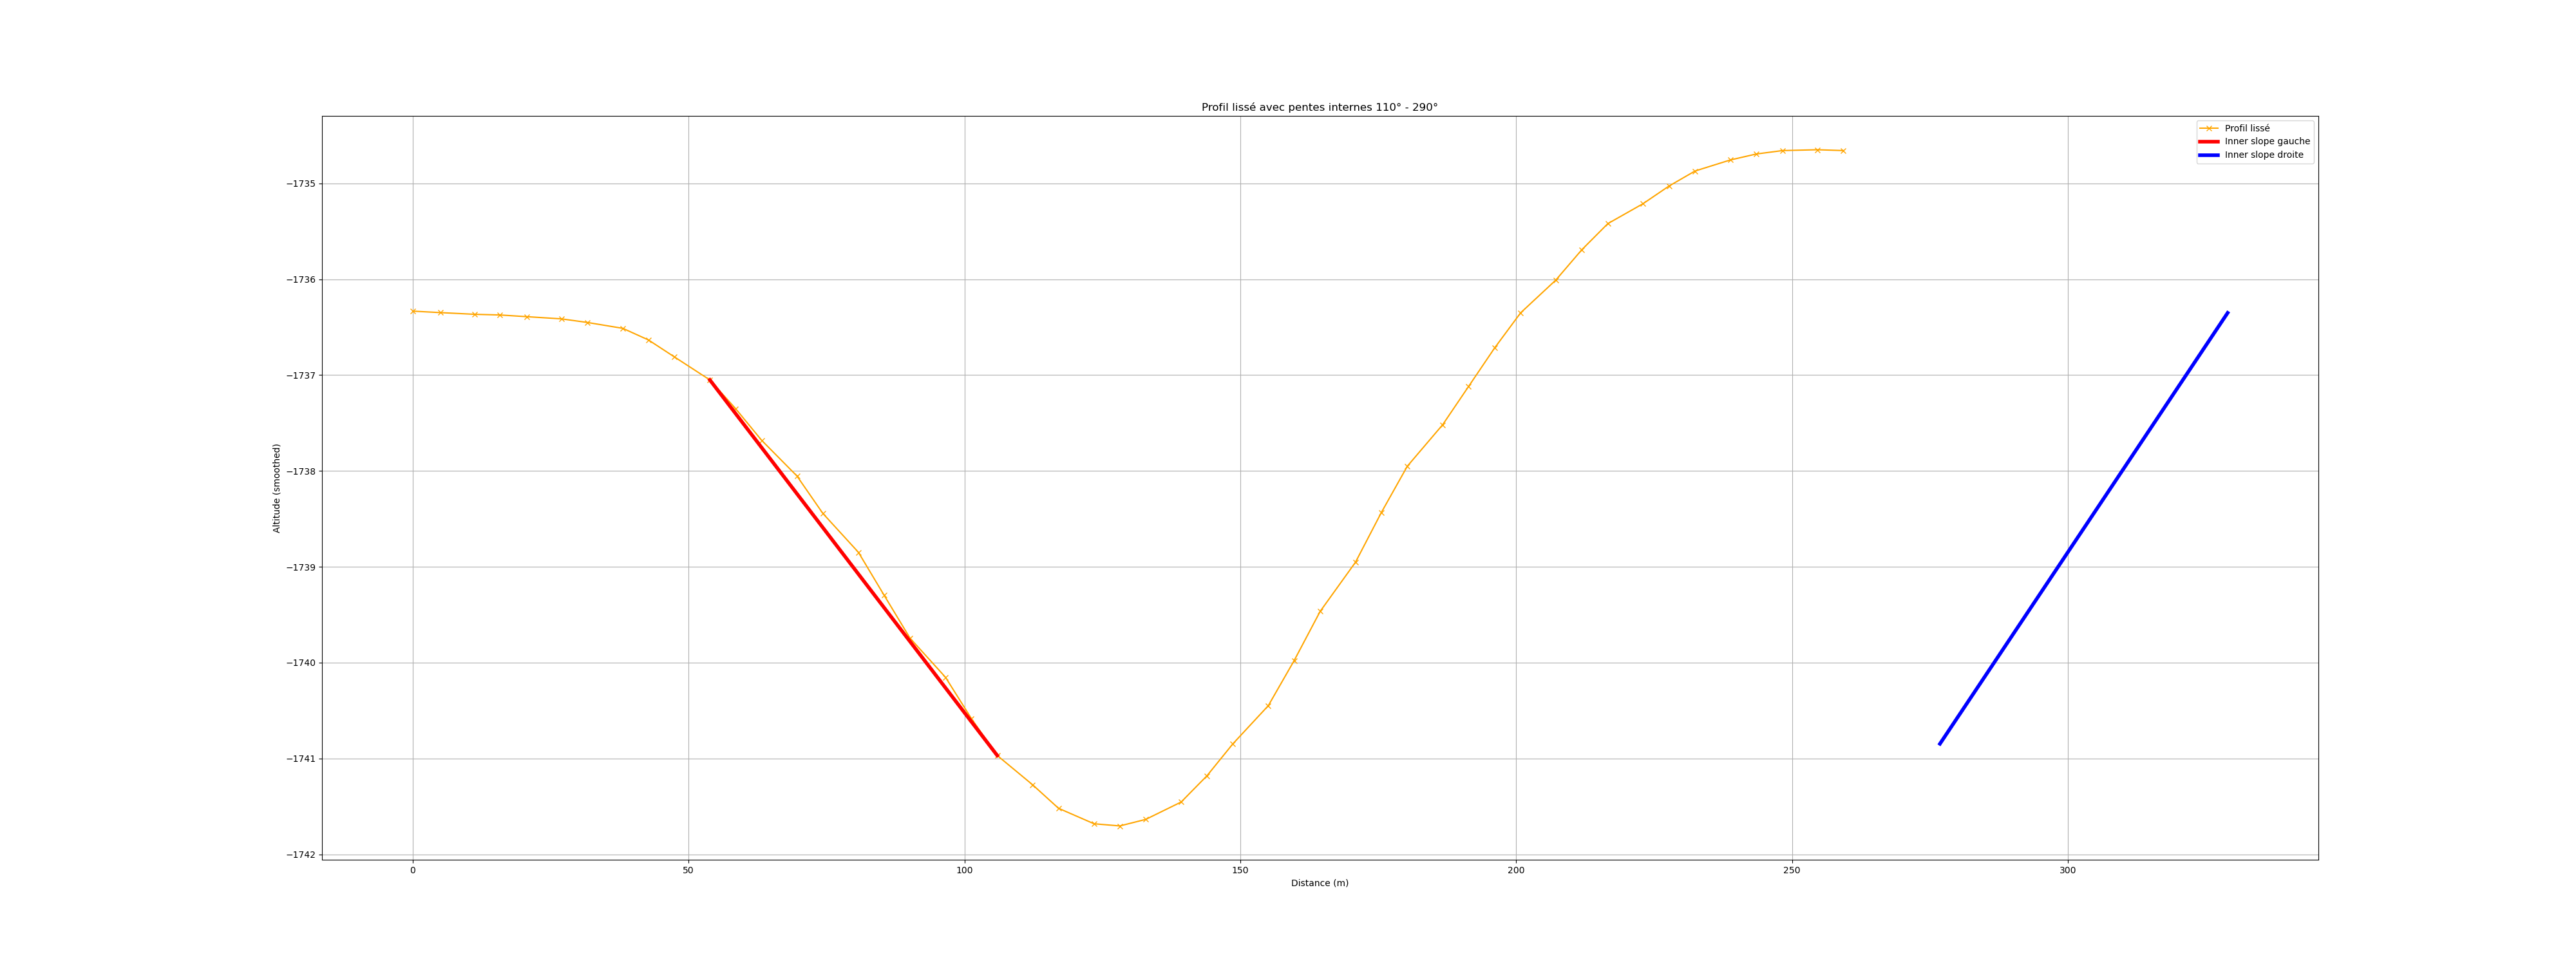 Profil lissé avec pentes internes 110° - 290°
Profil lissé
Inner slope gauche
Inner slope droite
−1735
−1736
−1737
−1738
−1739
−1740
−1741
−1742
Altitude (smoothed)
0 50 100 150 200 250 300
Distance (m)